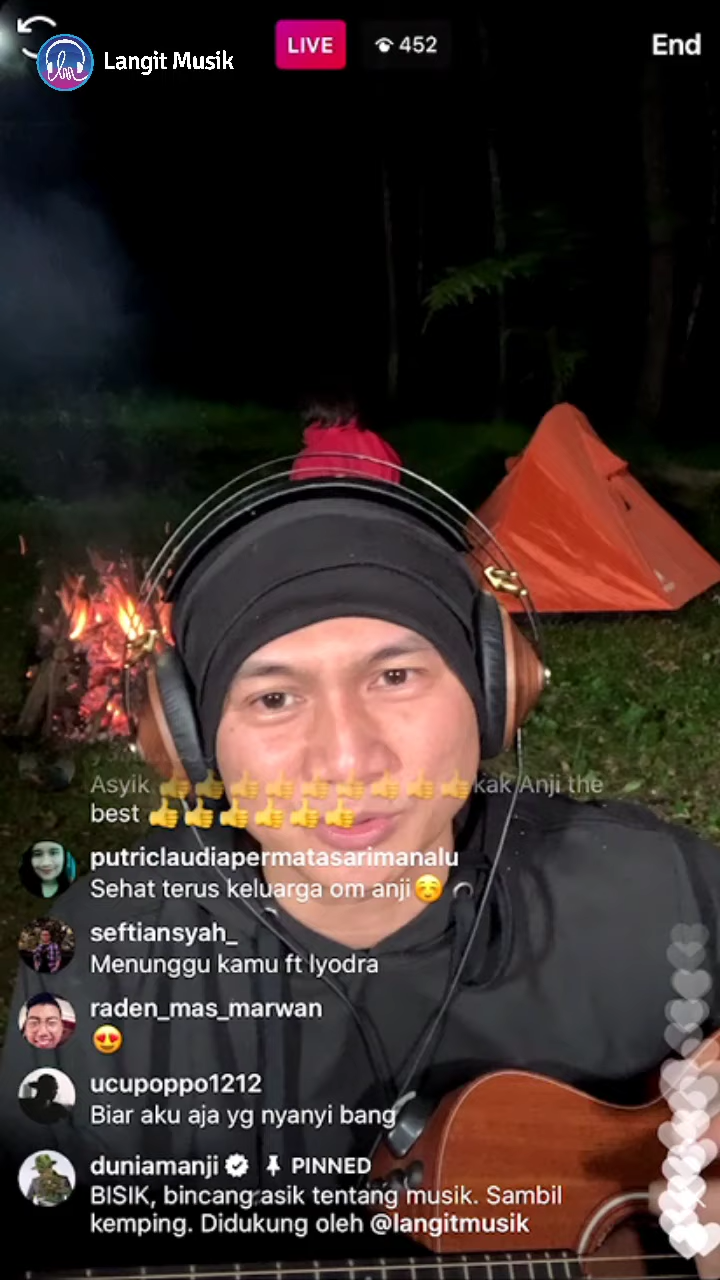 Langit Musik
LIVE
452
End
Asyik 👍👍👍👍👍👍👍👍👍kak Anji the
best 👍👍👍👍👍👍
putriclaudiapermatasarimanalu
Sehat terus keluarga om anji☺️
seftiansyah_
Menunggu kamu ft lyodra
raden_mas_marwan
😍
ucupoppo1212
Biar aku aja yg nyanyi bang
duniamanji PINNED
BISIK, bincang asik tentang musik. Sambil
kemping. Didukung oleh @langitmusik